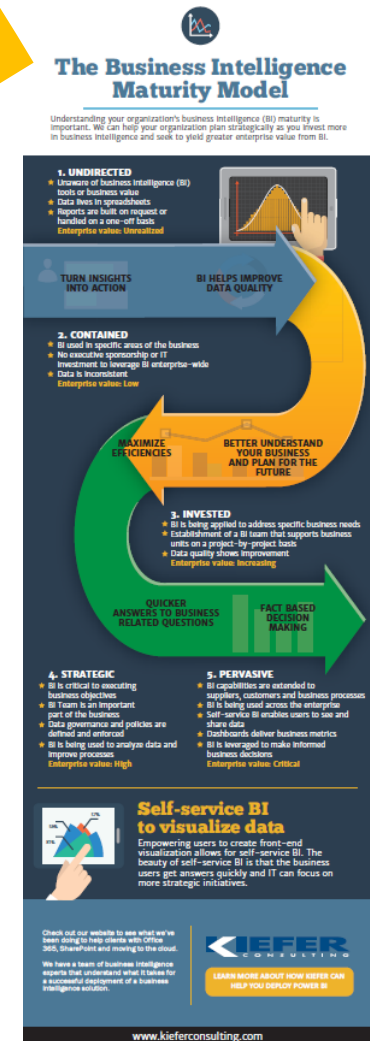 The Business Intelligence
Maturity Model
Understanding your organization's business intelligence (BI) maturity is
important. We can help your organization plan strategically as you invest more
in business intelligence and seek to yield greater enterprise value from BI.
1. UNDIRECTED
Unaware of business intelligence (BI)
tools or business value
Data lives in spreadsheets
Reports are built on request or
handled on a one-off basis
Enterprise value: Unrealized
TURN INSIGHTS
INTO ACTION
BI HELPS IMPROVE
DATA QUALITY
2. CONTAINED
BI used in specific areas of the business
No executive sponsorship or IT
investment to leverage BI enterprise-wide
Data is inconsistent
Enterprise value: Low
MAXIMIZE
EFFICIENCIES
BETTER UNDERSTAND
YOUR BUSINESS
AND PLAN FOR THE
FUTURE
3. INVESTED
BI is being applied to address specific business needs
Establishment of a BI team that supports business
units on a project-by-project basis
Data quality shows improvement
Enterprise value: Increasing
QUICKER
ANSWERS TO BUSINESS
RELATED QUESTIONS
FACT BASED
DECISION
MAKING
4. STRATEGIC
BI is critical to executing
business objectives
BI Team is an important
part of the business
Data governance and policies are
defined and enforced
BI is being used to analyze data and
improve processes
Enterprise value: High
5. PERVASIVE
BI capabilities are extended to
suppliers, customers and business processes
BI is being used across the enterprise
Self-service BI enables users to see and
share data
Dashboards deliver business metrics
BI is leveraged to make informed
business decisions
Enterprise value: Critical
Self-service BI
to visualize data
Empowering users to create front-end
visualization allows for self-service BI. The
beauty of self-service BI is that the business
users get answers quickly and IT can focus on
more strategic initiatives.
Check out our website to see what we've
been doing to help clients with Office
365, SharePoint and moving to the cloud.
We have a team of business intelligence
experts that understand what it takes for
a successful deployment of a business
intelligence solution.
KIEFER
CONSULTING
LEARN MORE ABOUT HOW KIEFER CAN
HELP YOU DEPLOY POWER BI
www.kieferconsulting.com